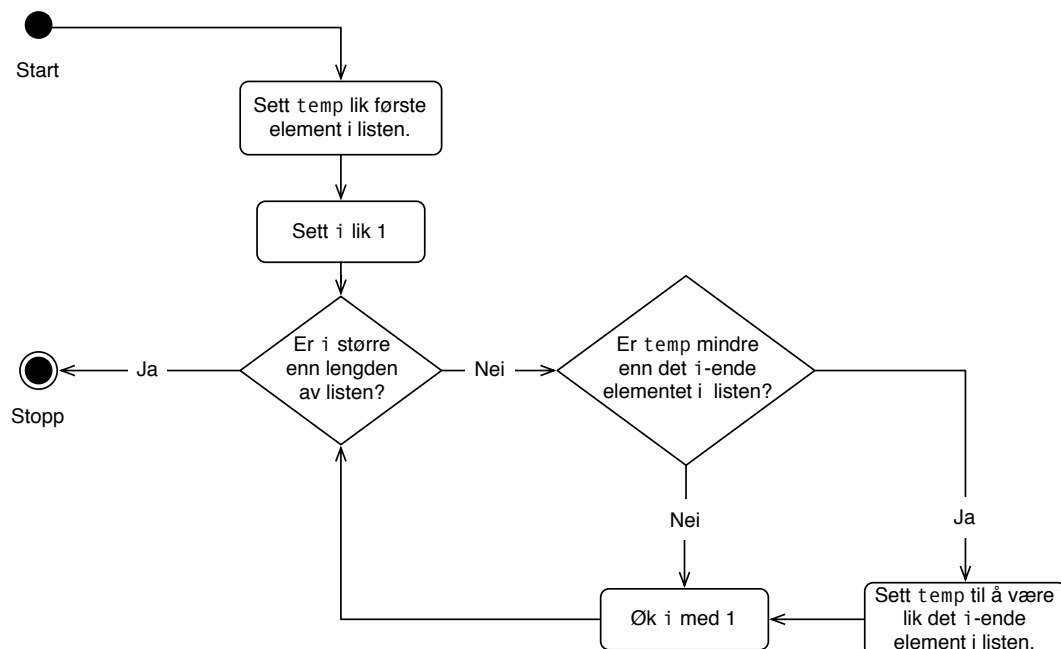 Start
Sett temp lik første
element i listen.
Sett i lik 1
Er i større
enn lengden
av listen?
Ja
Stopp
Nei
Er temp mindre
enn det i-ende
elementet i listen?
Nei
Ja
Øk i med 1
Sett temp til å være
lik det i-ende
element i listen.